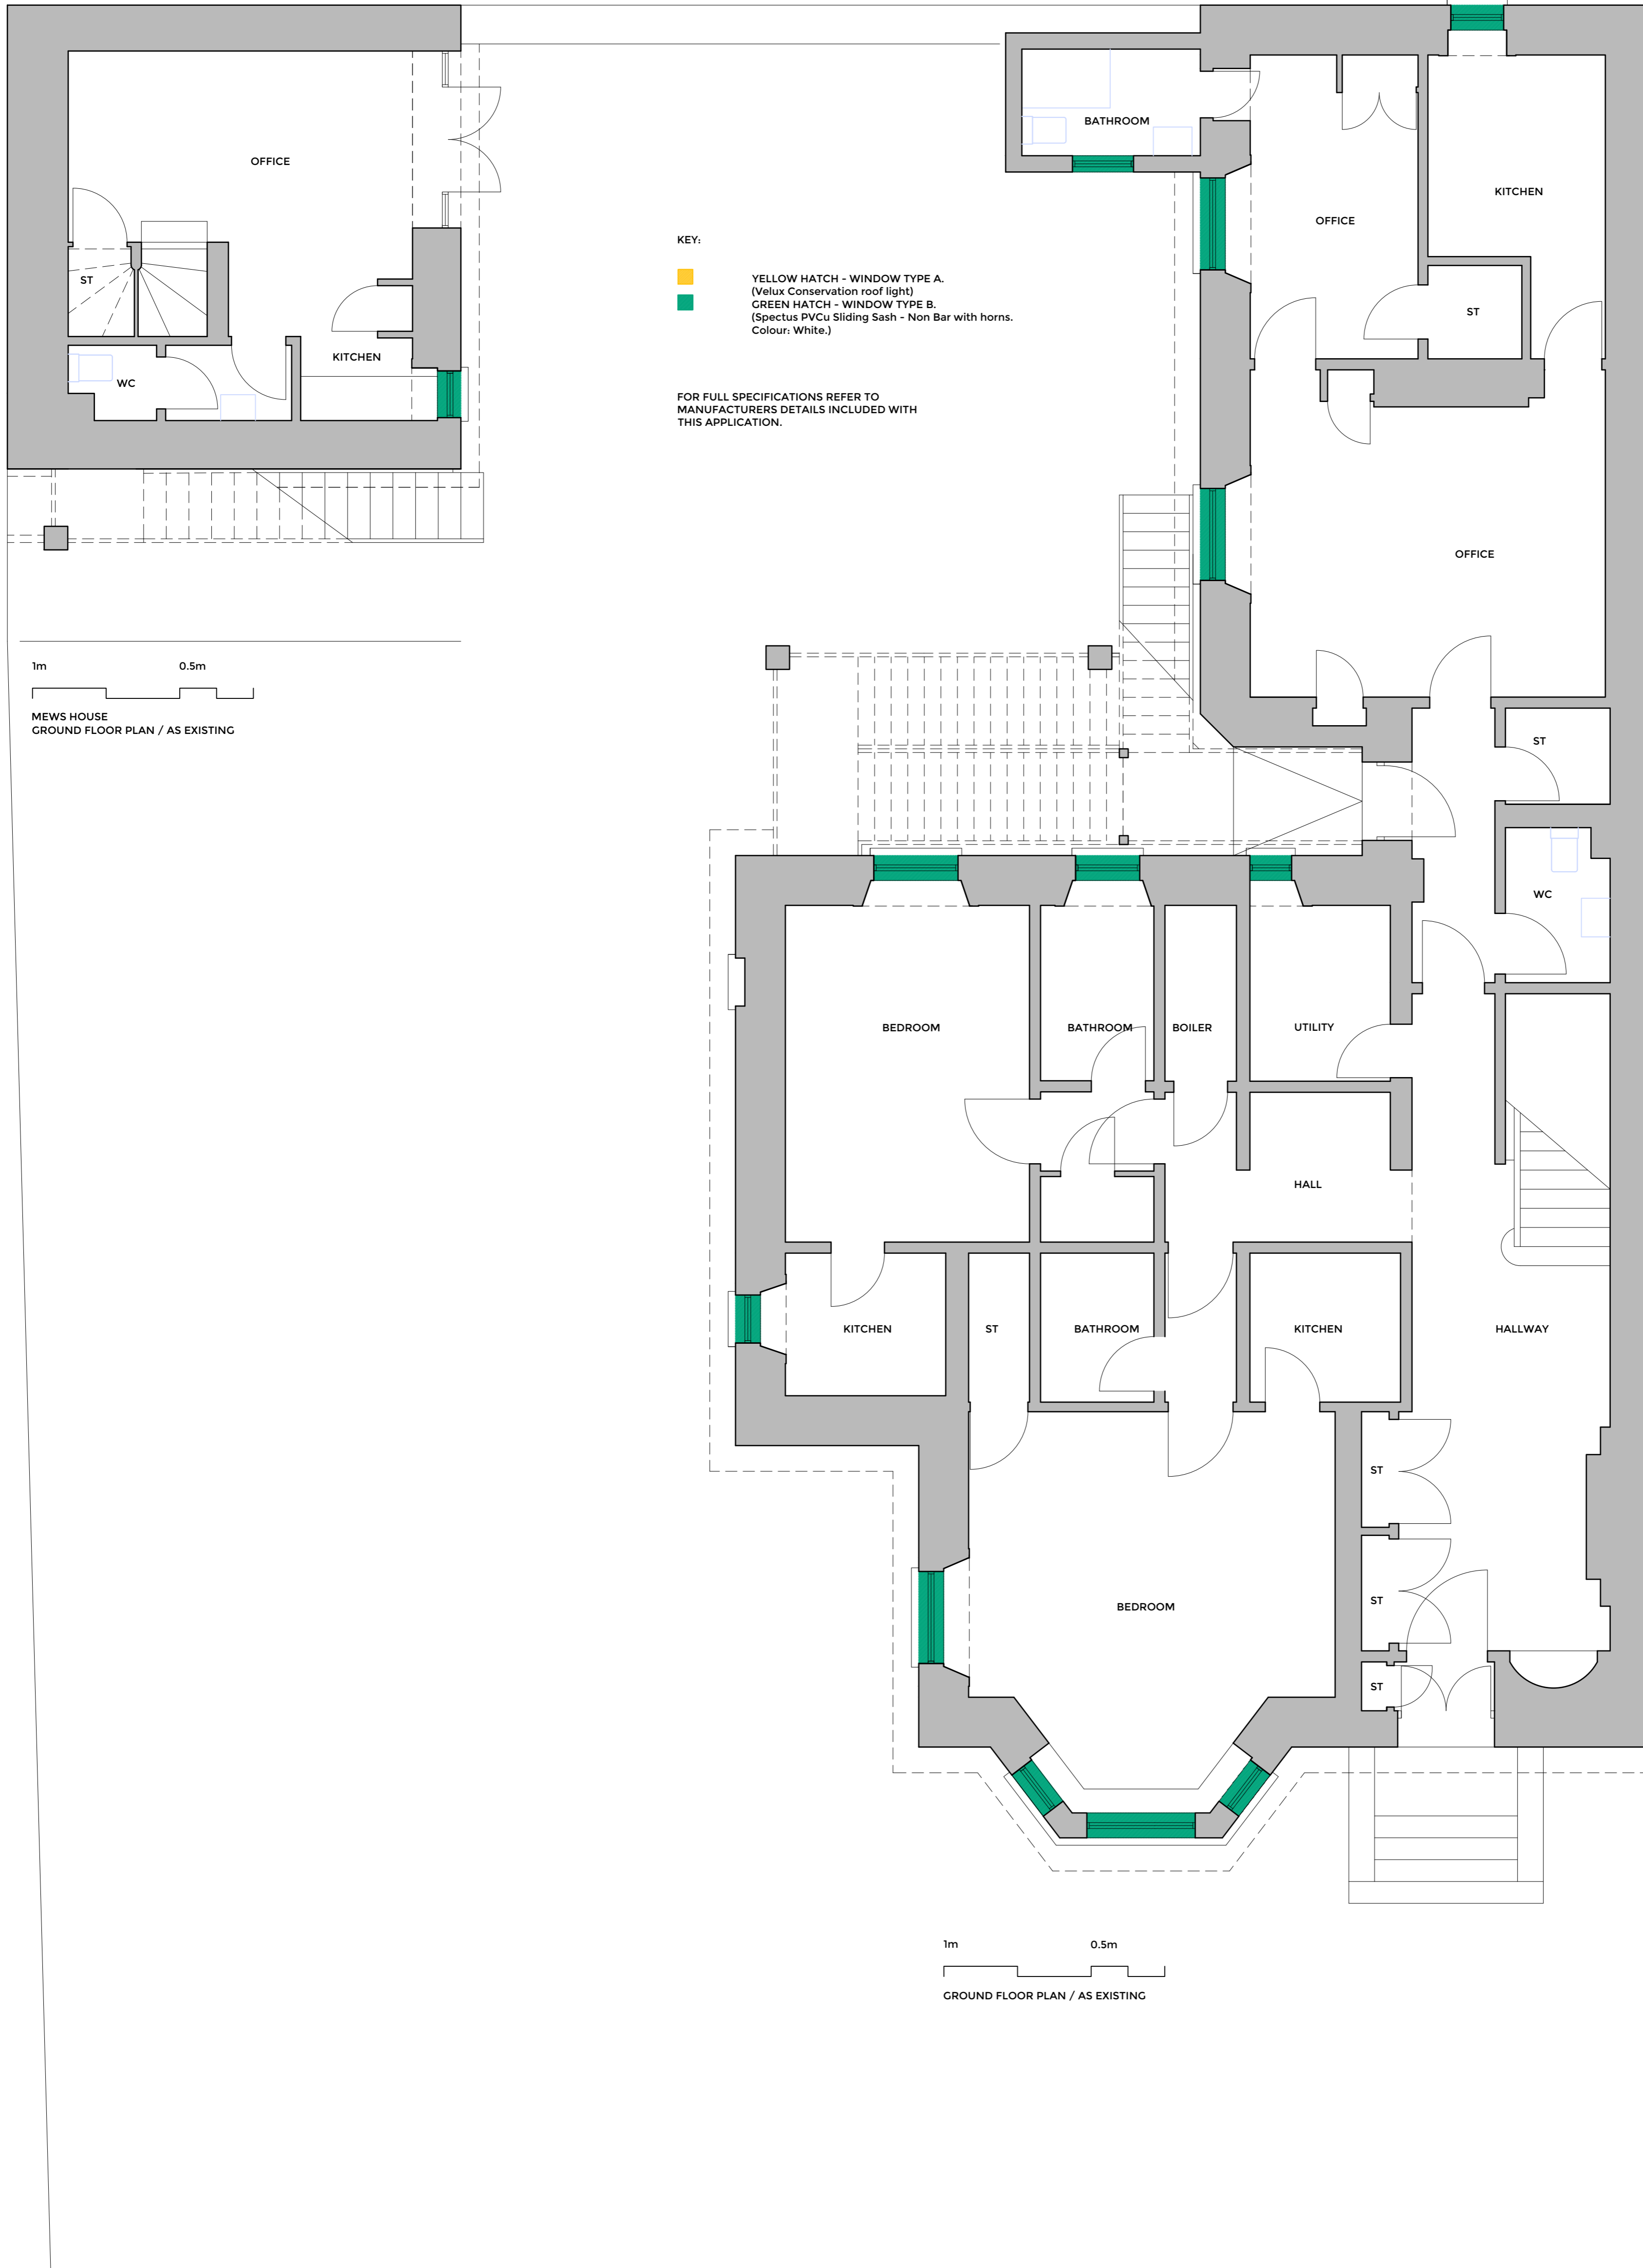 OFFICE
ST
WC
KITCHEN
1m 0.5m
MEWS HOUSE
GROUND FLOOR PLAN / AS EXISTING
KEY:
YELLOW HATCH - WINDOW TYPE A.
(Velux Conservation roof light)
GREEN HATCH - WINDOW TYPE B.
(Spectus PVCu Sliding Sash - Non Bar with horns.
Colour: White.)
FOR FULL SPECIFICATIONS REFER TO
MANUFACTURERS DETAILS INCLUDED WITH
THIS APPLICATION.
BATHROOM
OFFICE
KITCHEN
ST
OFFICE
ST
WC
BEDROOM
BATHROOM
BOILER
UTILITY
HALL
KITCHEN
ST
BATHROOM
KITCHEN
HALLWAY
ST
BEDROOM
ST
ST
1m 0.5m
GROUND FLOOR PLAN / AS EXISTING